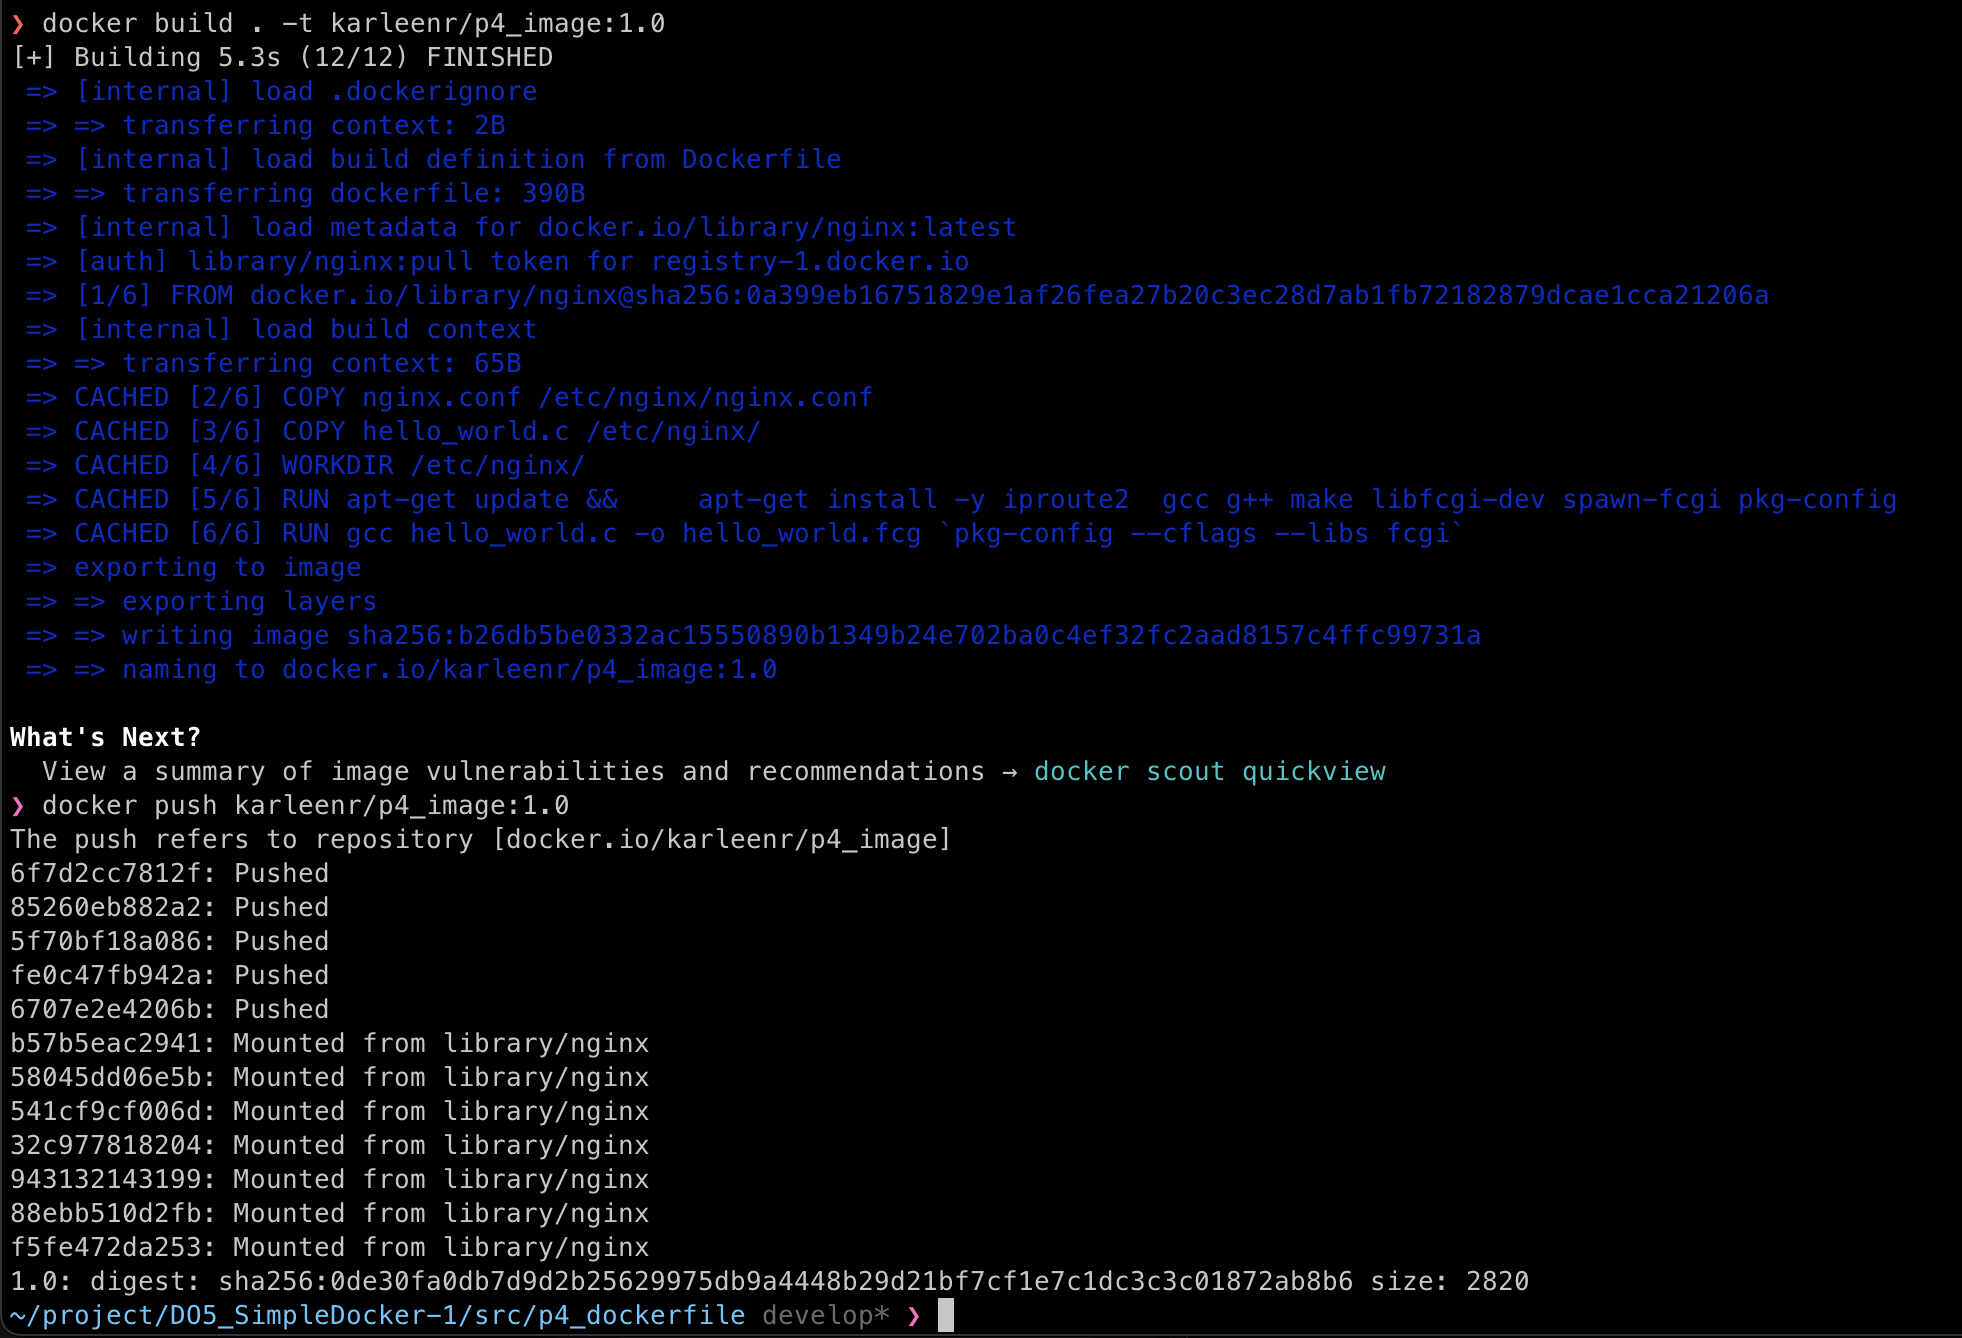 ❯ docker build . -t karleenr/p4_image:1.0
[+] Building 5.3s (12/12) FINISHED
 => [internal] load .dockerignore
 => => transferring context: 2B
 => [internal] load build definition from Dockerfile
 => => transferring dockerfile: 390B
 => [internal] load metadata for docker.io/library/nginx:latest
 => [auth] library/nginx:pull token for registry-1.docker.io
 => [1/6] FROM docker.io/library/nginx@sha256:0a399eb16751829e1af26fea27b20c3ec28d7ab1fb72182879dcae1cca21206a
 => [internal] load build context
 => => transferring context: 65B
 => CACHED [2/6] COPY nginx.conf /etc/nginx/nginx.conf
 => CACHED [3/6] COPY hello_world.c /etc/nginx/
 => CACHED [4/6] WORKDIR /etc/nginx/
 => CACHED [5/6] RUN apt-get update &&     apt-get install -y iproute2  gcc g++ make libfcgi-dev spawn-fcgi pkg-config
 => CACHED [6/6] RUN gcc hello_world.c -o hello_world.fcg `pkg-config --cflags --libs fcgi`
 => exporting to image
 => => exporting layers
 => => writing image sha256:b26db5be0332ac15550890b1349b24e702ba0c4ef32fc2aad8157c4ffc99731a
 => => naming to docker.io/karleenr/p4_image:1.0
What's Next?
  View a summary of image vulnerabilities and recommendations → docker scout quickview
❯ docker push karleenr/p4_image:1.0
The push refers to repository [docker.io/karleenr/p4_image]
6f7d2cc7812f: Pushed
85260eb882a2: Pushed
5f70bf18a086: Pushed
fe0c47fb942a: Pushed
6707e2e4206b: Pushed
b57b5eac2941: Mounted from library/nginx
58045dd06e5b: Mounted from library/nginx
541cf9cf006d: Mounted from library/nginx
32c977818204: Mounted from library/nginx
943132143199: Mounted from library/nginx
88ebb510d2fb: Mounted from library/nginx
f5fe472da253: Mounted from library/nginx
1.0: digest: sha256:0de30fa0db7d9d2b25629975db9a4448b29d21bf7cf1e7c1dc3c3c01872ab8b6 size: 2820
~/project/DO5_SimpleDocker-1/src/p4_dockerfile develop* ❯